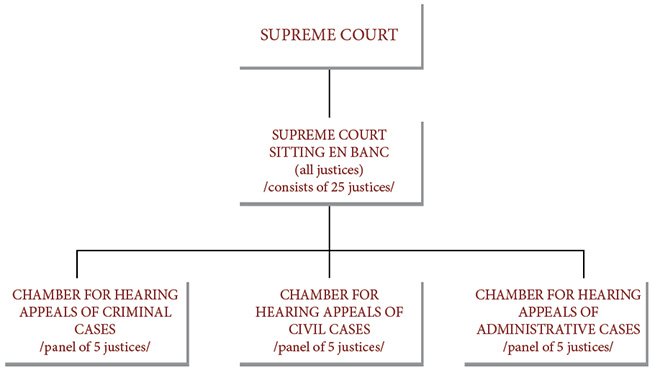 SUPREME COURT
SUPREME COURT
SITTING EN BANC
(all justices)
/consists of 25 justices/
CHAMBER FOR HEARING
APPEALS OF CRIMINAL
CASES
/panel of 5 justices/
CHAMBER FOR
HEARING APPEALS OF
CIVIL CASES
/panel of 5 justices/
CHAMBER FOR HEARING
APPEALS OF
ADMINISTRATIVE CASES
/panel of 5 justices/